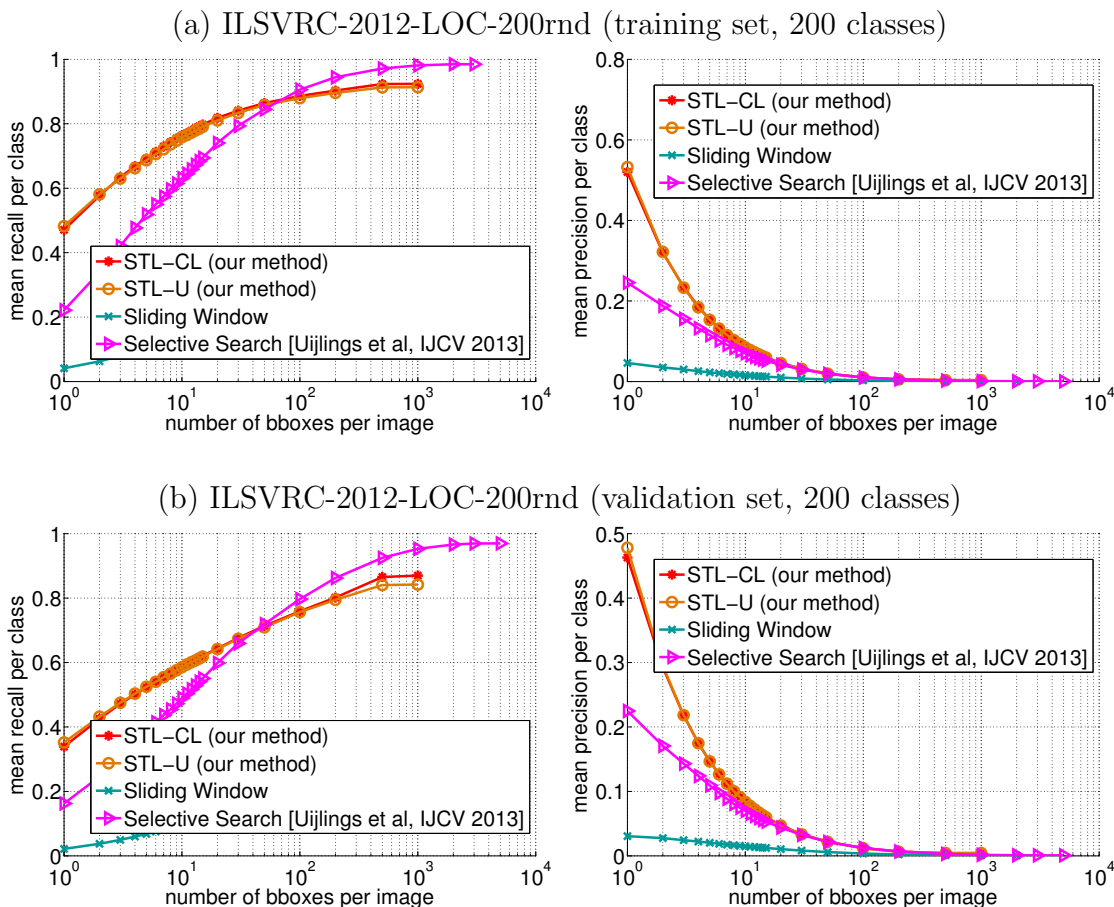 (a) ILSVRC-2012-LOC-200rnd (training set, 200 classes)
mean recall per class
1
0.8
0.6
0.4
0.2
0
STL-CL (our method)
STL-U (our method)
Sliding Window
Selective Search [Uijlings et al, IJCV 2013]
10^0 10^1 10^2 10^3 10^4
number of bboxes per image
mean precision per class
0.8
0.6
0.4
0.2
0
STL-CL (our method)
STL-U (our method)
Sliding Window
Selective Search [Uijlings et al, IJCV 2013]
10^0 10^1 10^2 10^3 10^4
number of bboxes per image
(b) ILSVRC-2012-LOC-200rnd (validation set, 200 classes)
mean recall per class
1
0.8
0.6
0.4
0.2
0
STL-CL (our method)
STL-U (our method)
Sliding Window
Selective Search [Uijlings et al, IJCV 2013]
10^0 10^1 10^2 10^3 10^4
number of bboxes per image
mean precision per class
0.5
0.4
0.3
0.2
0.1
0
STL-CL (our method)
STL-U (our method)
Sliding Window
Selective Search [Uijlings et al, IJCV 2013]
10^0 10^1 10^2 10^3 10^4
number of bboxes per image